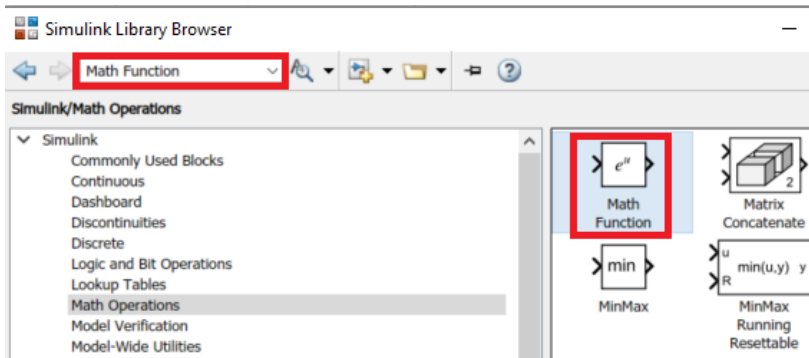 Simulink Library Browser
Math Function
?
Simulink/Math Operations
Simulink
Commonly Used Blocks
Continuous
Dashboard
Discontinuities
Discrete
Logic and Bit Operations
Lookup Tables
Math Operations
Model Verification
Model-Wide Utilities
eᵘ
Math
Function
2
Matrix
Concatenate
min
MinMax
u
R
min(u,y) y
MinMax
Running
Resettable